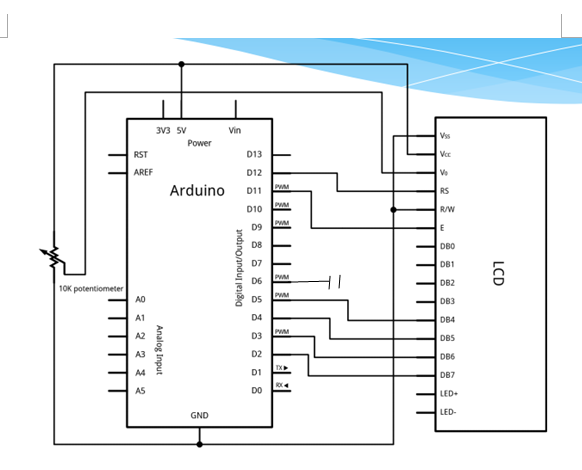 3V3 5V Vin
Power
RST
AREF
Arduino
10K potentiometer
A0
A1
A2
A3
A4
A5
Analog Input
GND
Digital Input/Output
D13
D12
D11 PWM
D10 PWM
D9 PWM
D8
D7
D6 PWM
D5 PWM
D4
D3 PWM
D2
D1 TX ▶
D0 RX ◀
Vss
Vcc
V0
RS
R/W
E
DB0
DB1
DB2
DB3
DB4
DB5
DB6
DB7
LED+
LED-
LCD